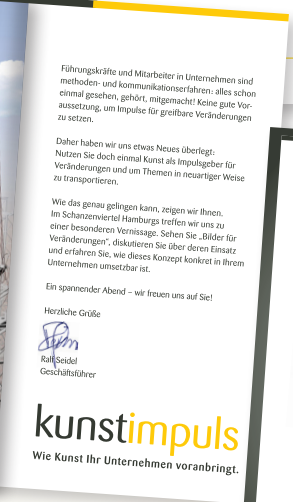 Führungskräfte und Mitarbeiter in Unternehmen sind
methoden- und kommunikationserfahren: alles schon
einmal gesehen, gehört, mitgemacht! Keine gute Vor-
aussetzung, um Impulse für greifbare Veränderungen
zu setzen.
Daher haben wir uns etwas Neues überlegt:
Nutzen Sie doch einmal Kunst als Impulsgeber für
Veränderungen und um Themen in neuartiger Weise
zu transportieren.
Wie das genau gelingen kann, zeigen wir Ihnen.
Im Schanzenviertel Hamburgs treffen wir uns zu
einer besonderen Vernissage. Sehen Sie „Bilder für
Veränderungen", diskutieren Sie über deren Einsatz
und erfahren Sie, wie dieses Konzept konkret in Ihrem
Unternehmen umsetzbar ist.
Ein spannender Abend – wir freuen uns auf Sie!
Herzliche Grüße
Ralf Seidel
Geschäftsführer
kunstimpuls
Wie Kunst Ihr Unternehmen voranbringt.